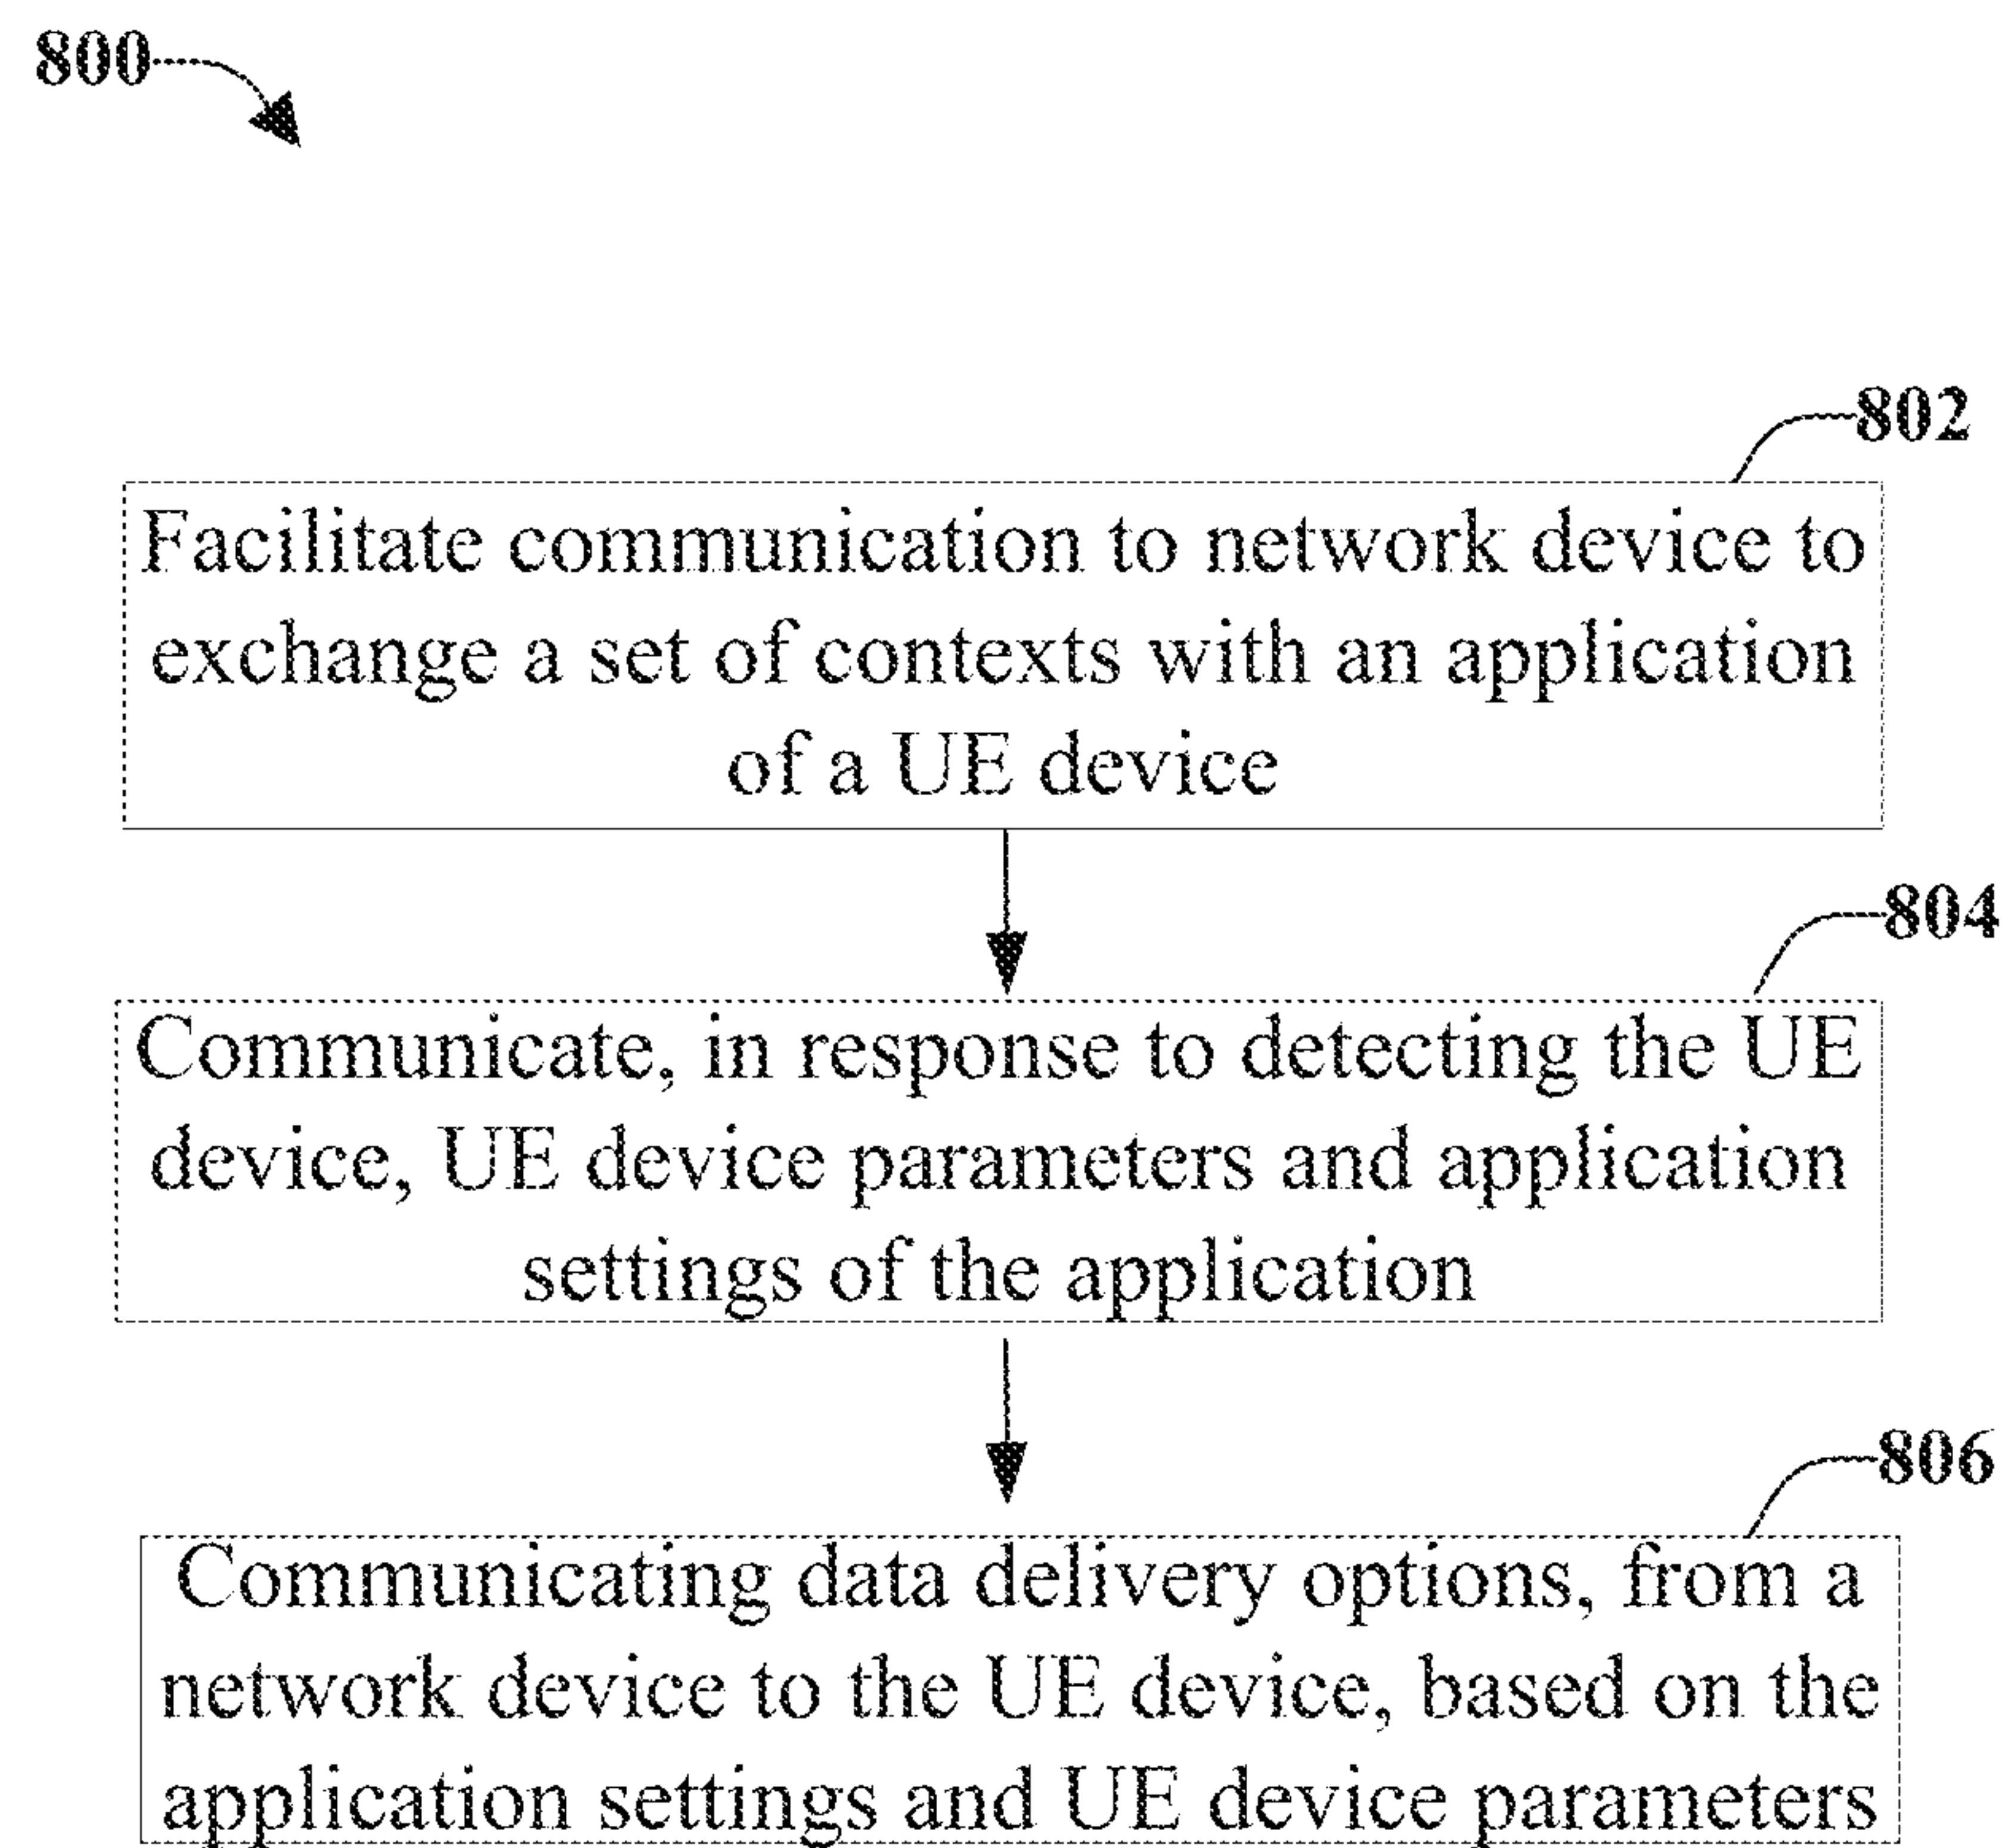 800
802
Facilitate communication to network device to
exchange a set of contexts with an application
of a UE device
804
Communicate, in response to detecting the UE
device, UE device parameters and application
settings of the application
806
Communicating data delivery options, from a
network device to the UE device, based on the
application settings and UE device parameters